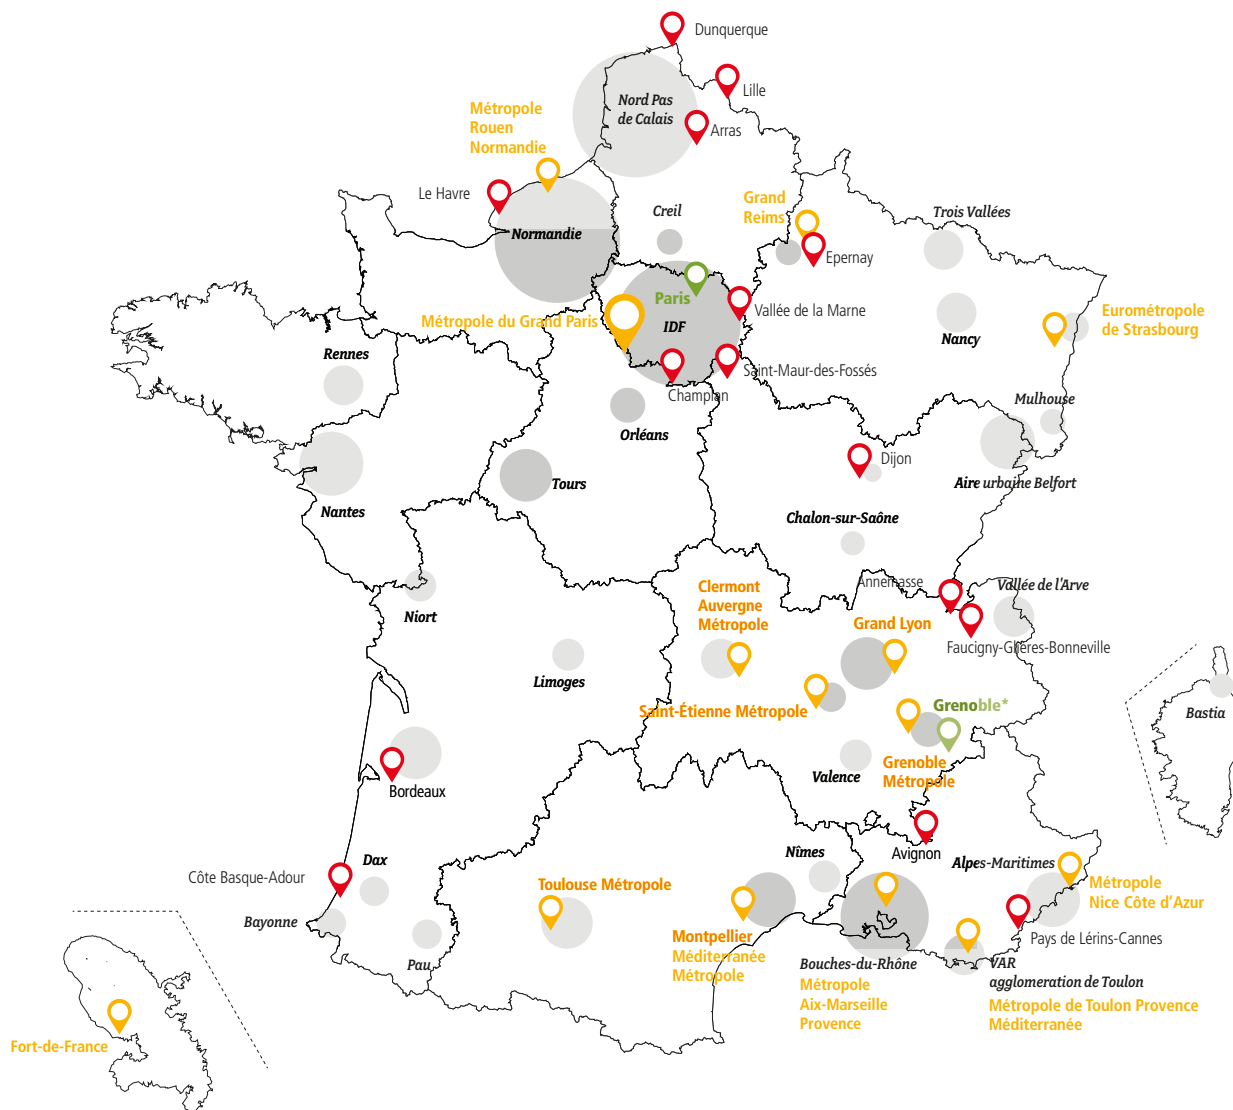 Dunquerque
Lille
Nord Pas
de Calais
Arras
Métropole
Rouen
Normandie
Le Havre
Normandie
Creil
Grand
Reims
Epernay
Trois Vallées
Paris
Métropole du Grand Paris
IDF
Vallée de la Marne
Nancy
Eurométropole
de Strasbourg
Rennes
Saint-Maur-des-Fossés
Champlan
Mulhouse
Orléans
Dijon
Aire urbaine Belfort
Tours
Nantes
Chalon-sur-Saône
Annemasse
Vallée de l'Arve
Clermont
Auvergne
Métropole
Niort
Grand Lyon
Faucigny-Glières-Bonneville
Limoges
Saint-Étienne Métropole
Grenoble*
Bastia
Grenoble
Métropole
Valence
Bordeaux
Avignon
Nîmes
Alpes-Maritimes
Dax
Côte Basque-Adour
Toulouse Métropole
Métropole
Nice Côte d'Azur
Bayonne
Pau
Montpellier
Méditerranée
Métropole
Pays de Lérins-Cannes
Bouches-du-Rhône
Métropole
Aix-Marseille
Provence
VAR
agglomeration de Toulon
Métropole de Toulon Provence
Méditerranée
Fort-de-France